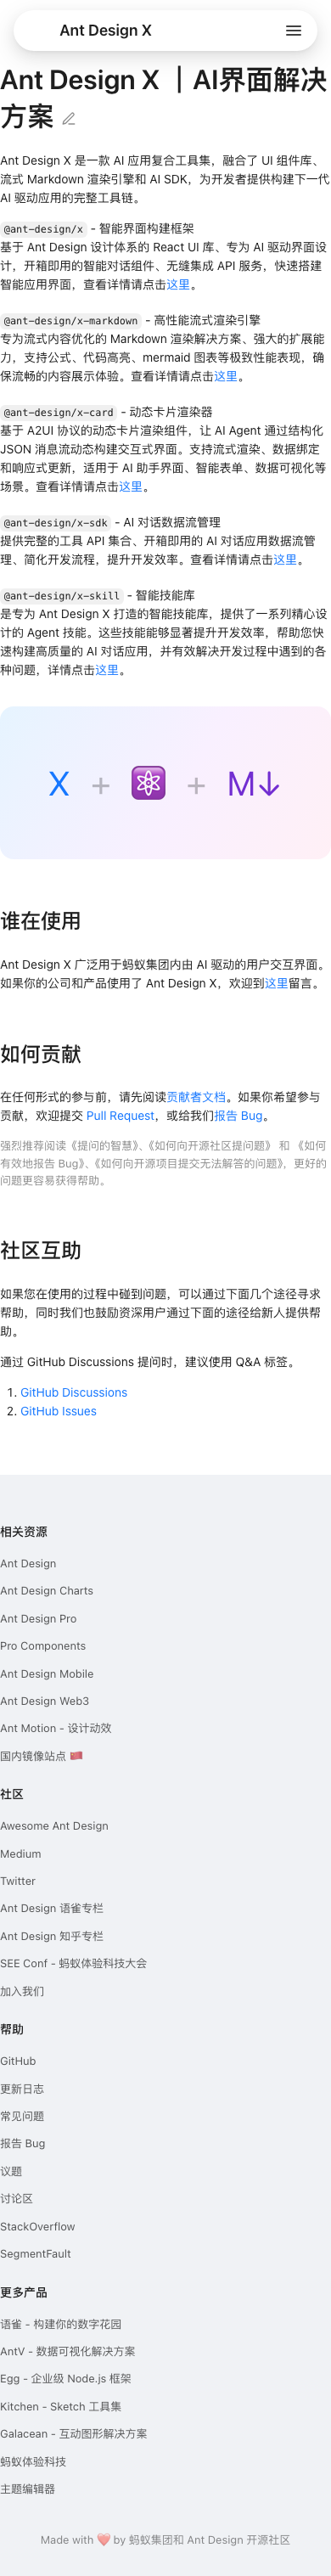 Ant Design X
Ant Design X ｜AI界面解决
方案
Ant Design X 是一款 AI 应用复合工具集，融合了 UI 组件库、
流式 Markdown 渲染引擎和 AI SDK，为开发者提供构建下一代
AI 驱动应用的完整工具链。
@ant-design/x - 智能界面构建框架
基于 Ant Design 设计体系的 React UI 库、专为 AI 驱动界面设
计，开箱即用的智能对话组件、无缝集成 API 服务，快速搭建
智能应用界面，查看详情请点击这里。
@ant-design/x-markdown - 高性能流式渲染引擎
专为流式内容优化的 Markdown 渲染解决方案、强大的扩展能
力，支持公式、代码高亮、mermaid 图表等极致性能表现，确
保流畅的内容展示体验。查看详情请点击这里。
@ant-design/x-card - 动态卡片渲染器
基于 A2UI 协议的动态卡片渲染组件，让 AI Agent 通过结构化
JSON 消息流动态构建交互式界面。支持流式渲染、数据绑定
和响应式更新，适用于 AI 助手界面、智能表单、数据可视化等
场景。查看详情请点击这里。
@ant-design/x-sdk - AI 对话数据流管理
提供完整的工具 API 集合、开箱即用的 AI 对话应用数据流管
理、简化开发流程，提升开发效率。查看详情请点击这里。
@ant-design/x-skill - 智能技能库
是专为 Ant Design X 打造的智能技能库，提供了一系列精心设
计的 Agent 技能。这些技能能够显著提升开发效率，帮助您快
速构建高质量的 AI 对话应用，并有效解决开发过程中遇到的各
种问题，详情点击这里。
X + ⚛️ + M↓
谁在使用
Ant Design X 广泛用于蚂蚁集团内由 AI 驱动的用户交互界面。
如果你的公司和产品使用了 Ant Design X，欢迎到这里留言。
如何贡献
在任何形式的参与前，请先阅读贡献者文档。如果你希望参与
贡献，欢迎提交 Pull Request，或给我们报告 Bug。
强烈推荐阅读《提问的智慧》、《如何向开源社区提问题》 和 《如何
有效地报告 Bug》、《如何向开源项目提交无法解答的问题》，更好的
问题更容易获得帮助。
社区互助
如果您在使用的过程中碰到问题，可以通过下面几个途径寻求
帮助，同时我们也鼓励资深用户通过下面的途径给新人提供帮
助。
通过 GitHub Discussions 提问时，建议使用 Q&A 标签。
1. GitHub Discussions
2. GitHub Issues
相关资源
Ant Design
Ant Design Charts
Ant Design Pro
Pro Components
Ant Design Mobile
Ant Design Web3
Ant Motion - 设计动效
国内镜像站点 🇨🇳
社区
Awesome Ant Design
Medium
Twitter
Ant Design 语雀专栏
Ant Design 知乎专栏
SEE Conf - 蚂蚁体验科技大会
加入我们
帮助
GitHub
更新日志
常见问题
报告 Bug
议题
讨论区
StackOverflow
SegmentFault
更多产品
语雀 - 构建你的数字花园
AntV - 数据可视化解决方案
Egg - 企业级 Node.js 框架
Kitchen - Sketch 工具集
Galacean - 互动图形解决方案
蚂蚁体验科技
主题编辑器
Made with ❤️ by 蚂蚁集团和 Ant Design 开源社区